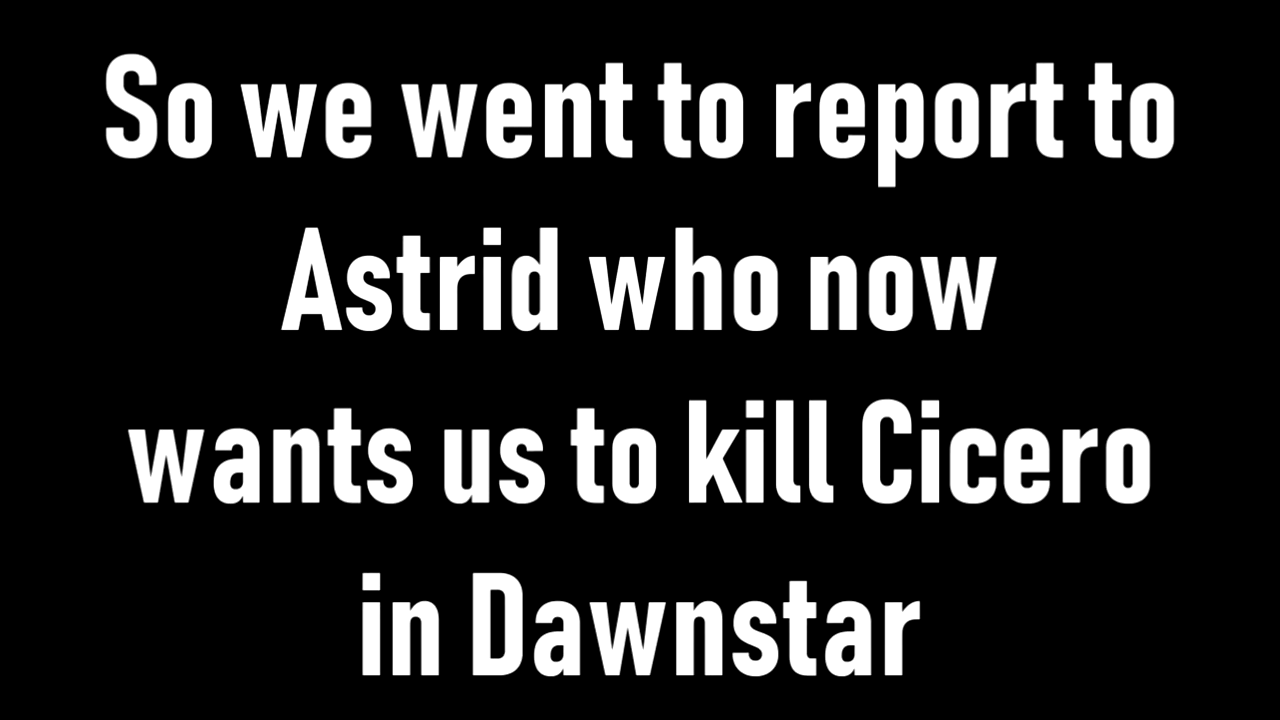 So we went to report to
Astrid who now
wants us to kill Cicero
in Dawnstar